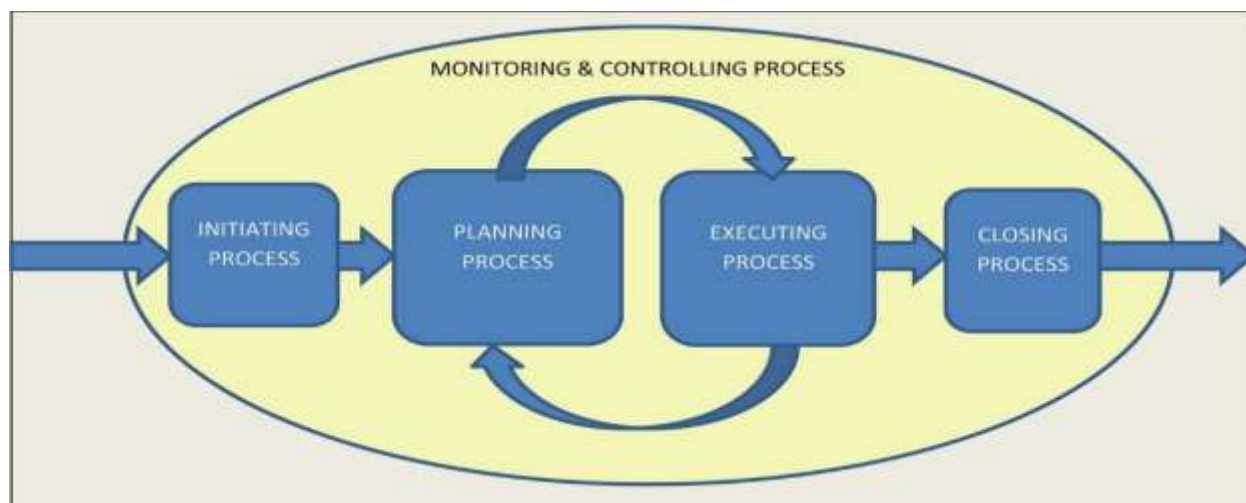 MONITORING & CONTROLLING PROCESS
INITIATING
PROCESS
PLANNING
PROCESS
EXECUTING
PROCESS
CLOSING
PROCESS